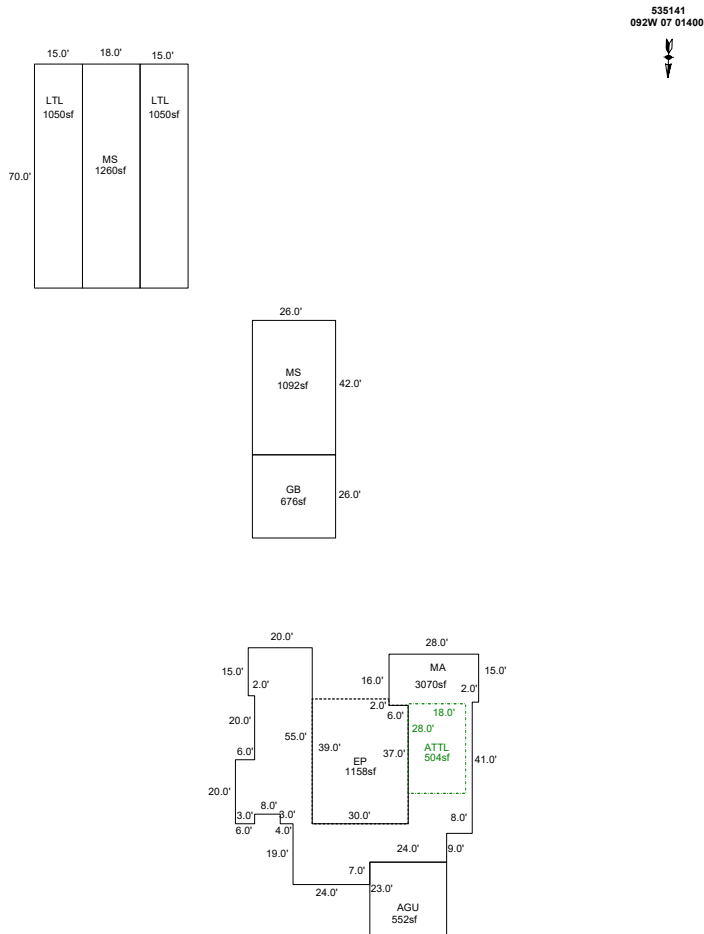 535141
092W 07 01400
15.0' 18.0' 15.0'
LTL
1050sf
LTL
1050sf
MS
1260sf
70.0'
26.0'
MS
1092sf
42.0'
GB
676sf
26.0'
20.0'
28.0'
15.0'
MA
3070sf
15.0'
16.0'
2.0'
2.0'
2.0'
6.0'
18.0'
20.0'
28.0'
55.0'
39.0'
37.0'
ATTL
504sf
6.0'
EP
1158sf
41.0'
20.0'
8.0'
3.0'
3.0'
30.0'
8.0'
6.0'
4.0'
19.0'
24.0'
9.0'
7.0'
24.0'
23.0'
AGU
552sf